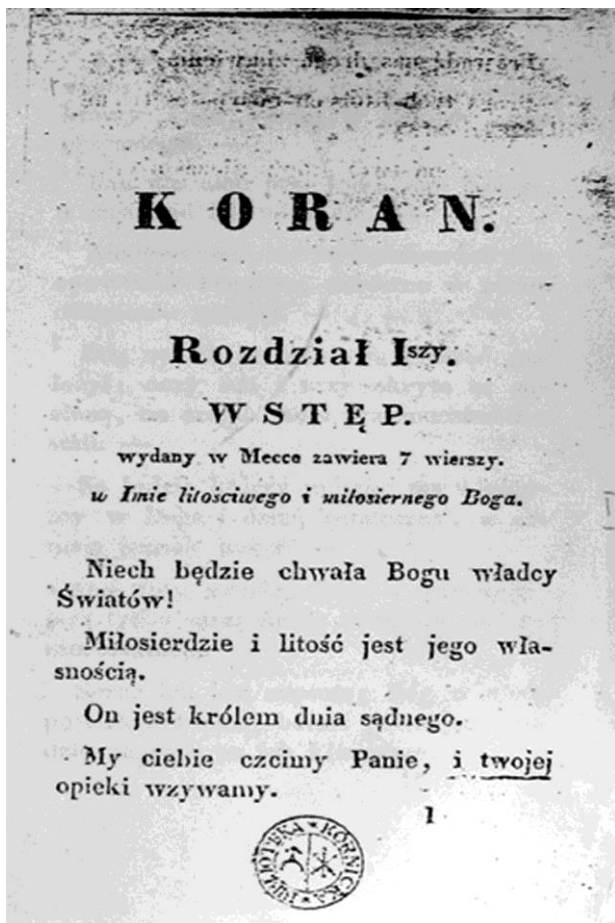 KORAN.
Rozdział Iszy.
WSTĘP.
wydany w Mecce zawiera 7 wierszy.
w Imie litościwego i miłosiernego Boga.
Niech będzie chwała Bogu władcy
Światów!
Miłosierdzie i litość jest jego wła-
snością.
On jest królem dnia sądnego.
My ciebie czcimy Panie, i twojej
opieki wzywamy.
1
BIBLIOTEKA KÓRNICKA